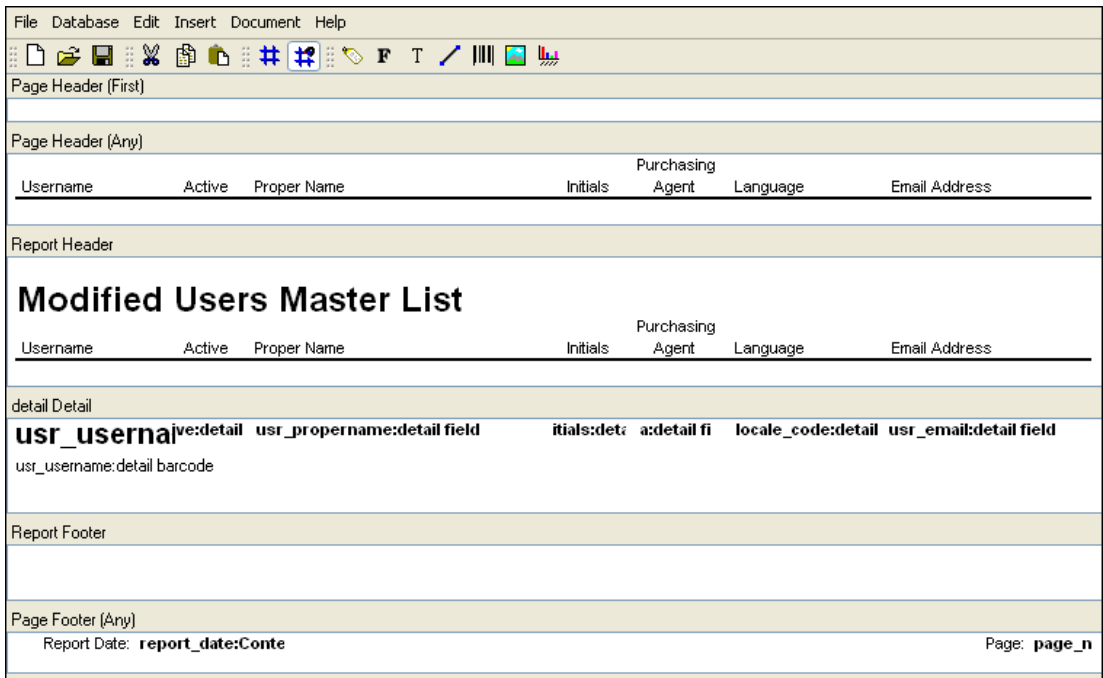 File Database Edit Insert Document Help
F T
Page Header (First)
Page Header (Any)
Purchasing
Username Active Proper Name Initials Agent Language Email Address
Report Header
Modified Users Master List
Purchasing
Username Active Proper Name Initials Agent Language Email Address
detail Detail
usr_usernai ve:detail usr_propername:detail field itials:deta a:detail fi locale_code:detail usr_email:detail field
usr_username:detail barcode
Report Footer
Page Footer (Any)
Report Date: report_date:Conte Page: page_n